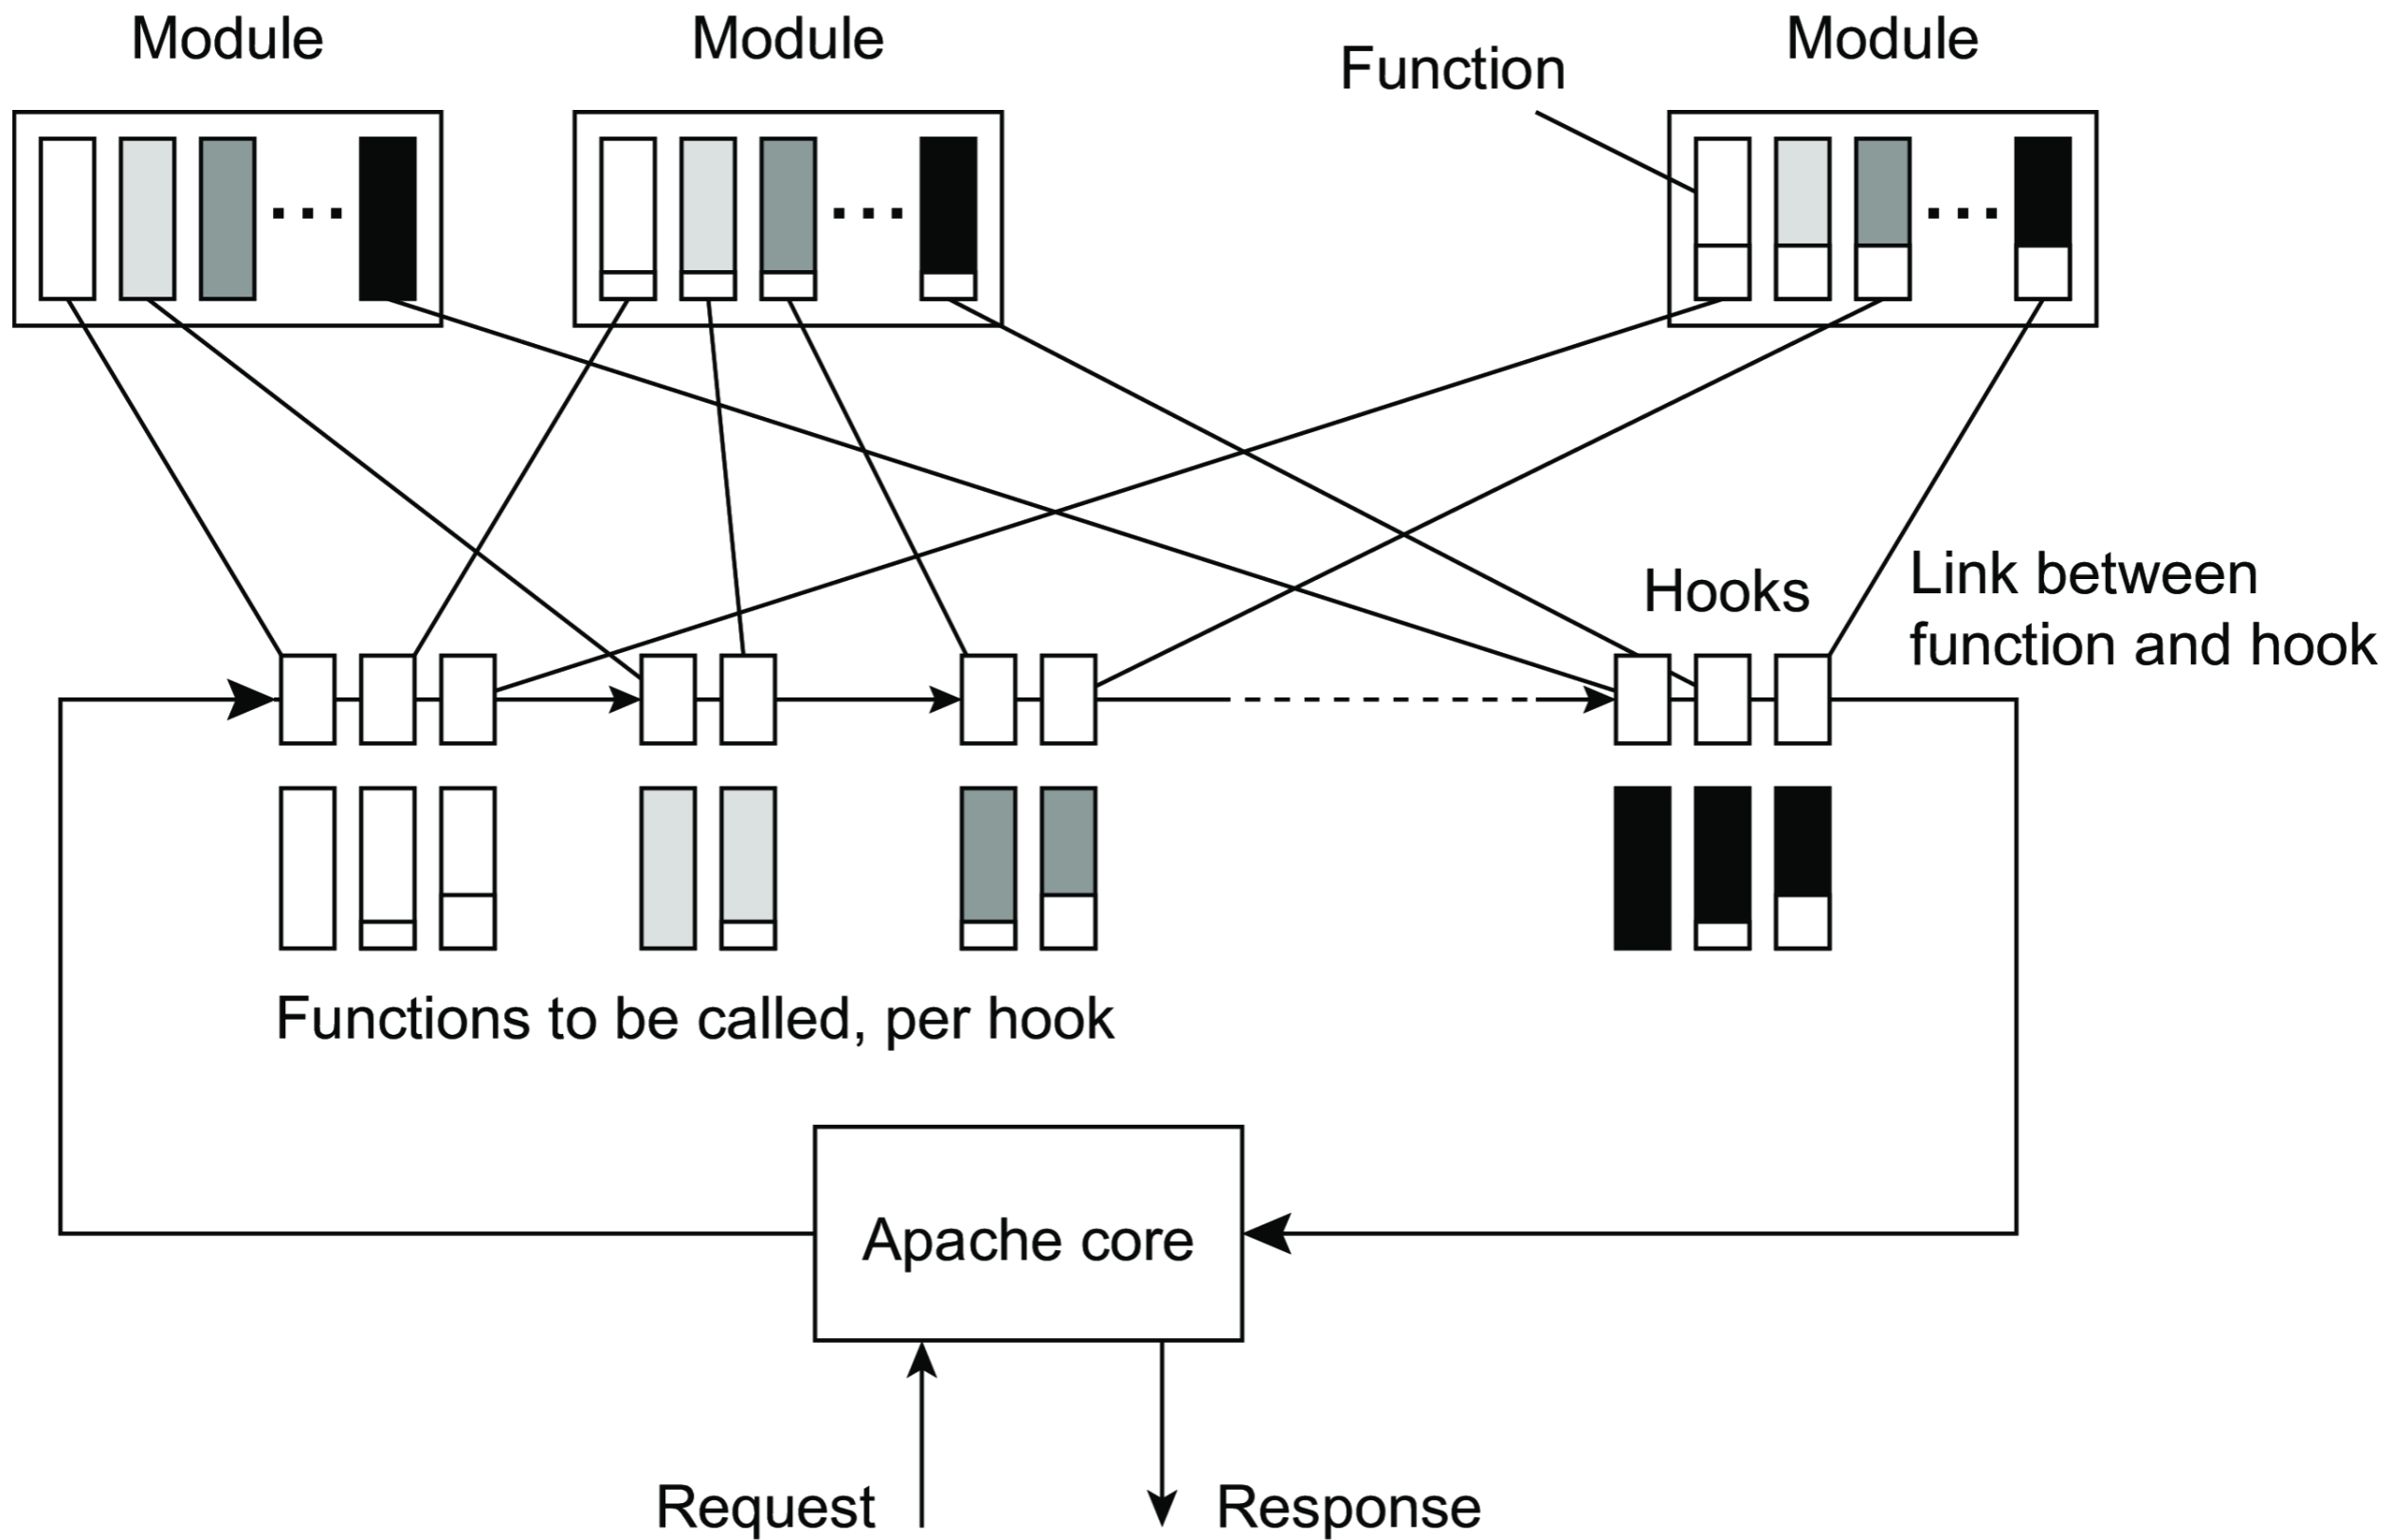 Module
Module
Function
Module
Hooks
Link between
function and hook
Functions to be called, per hook
Apache core
Request
Response